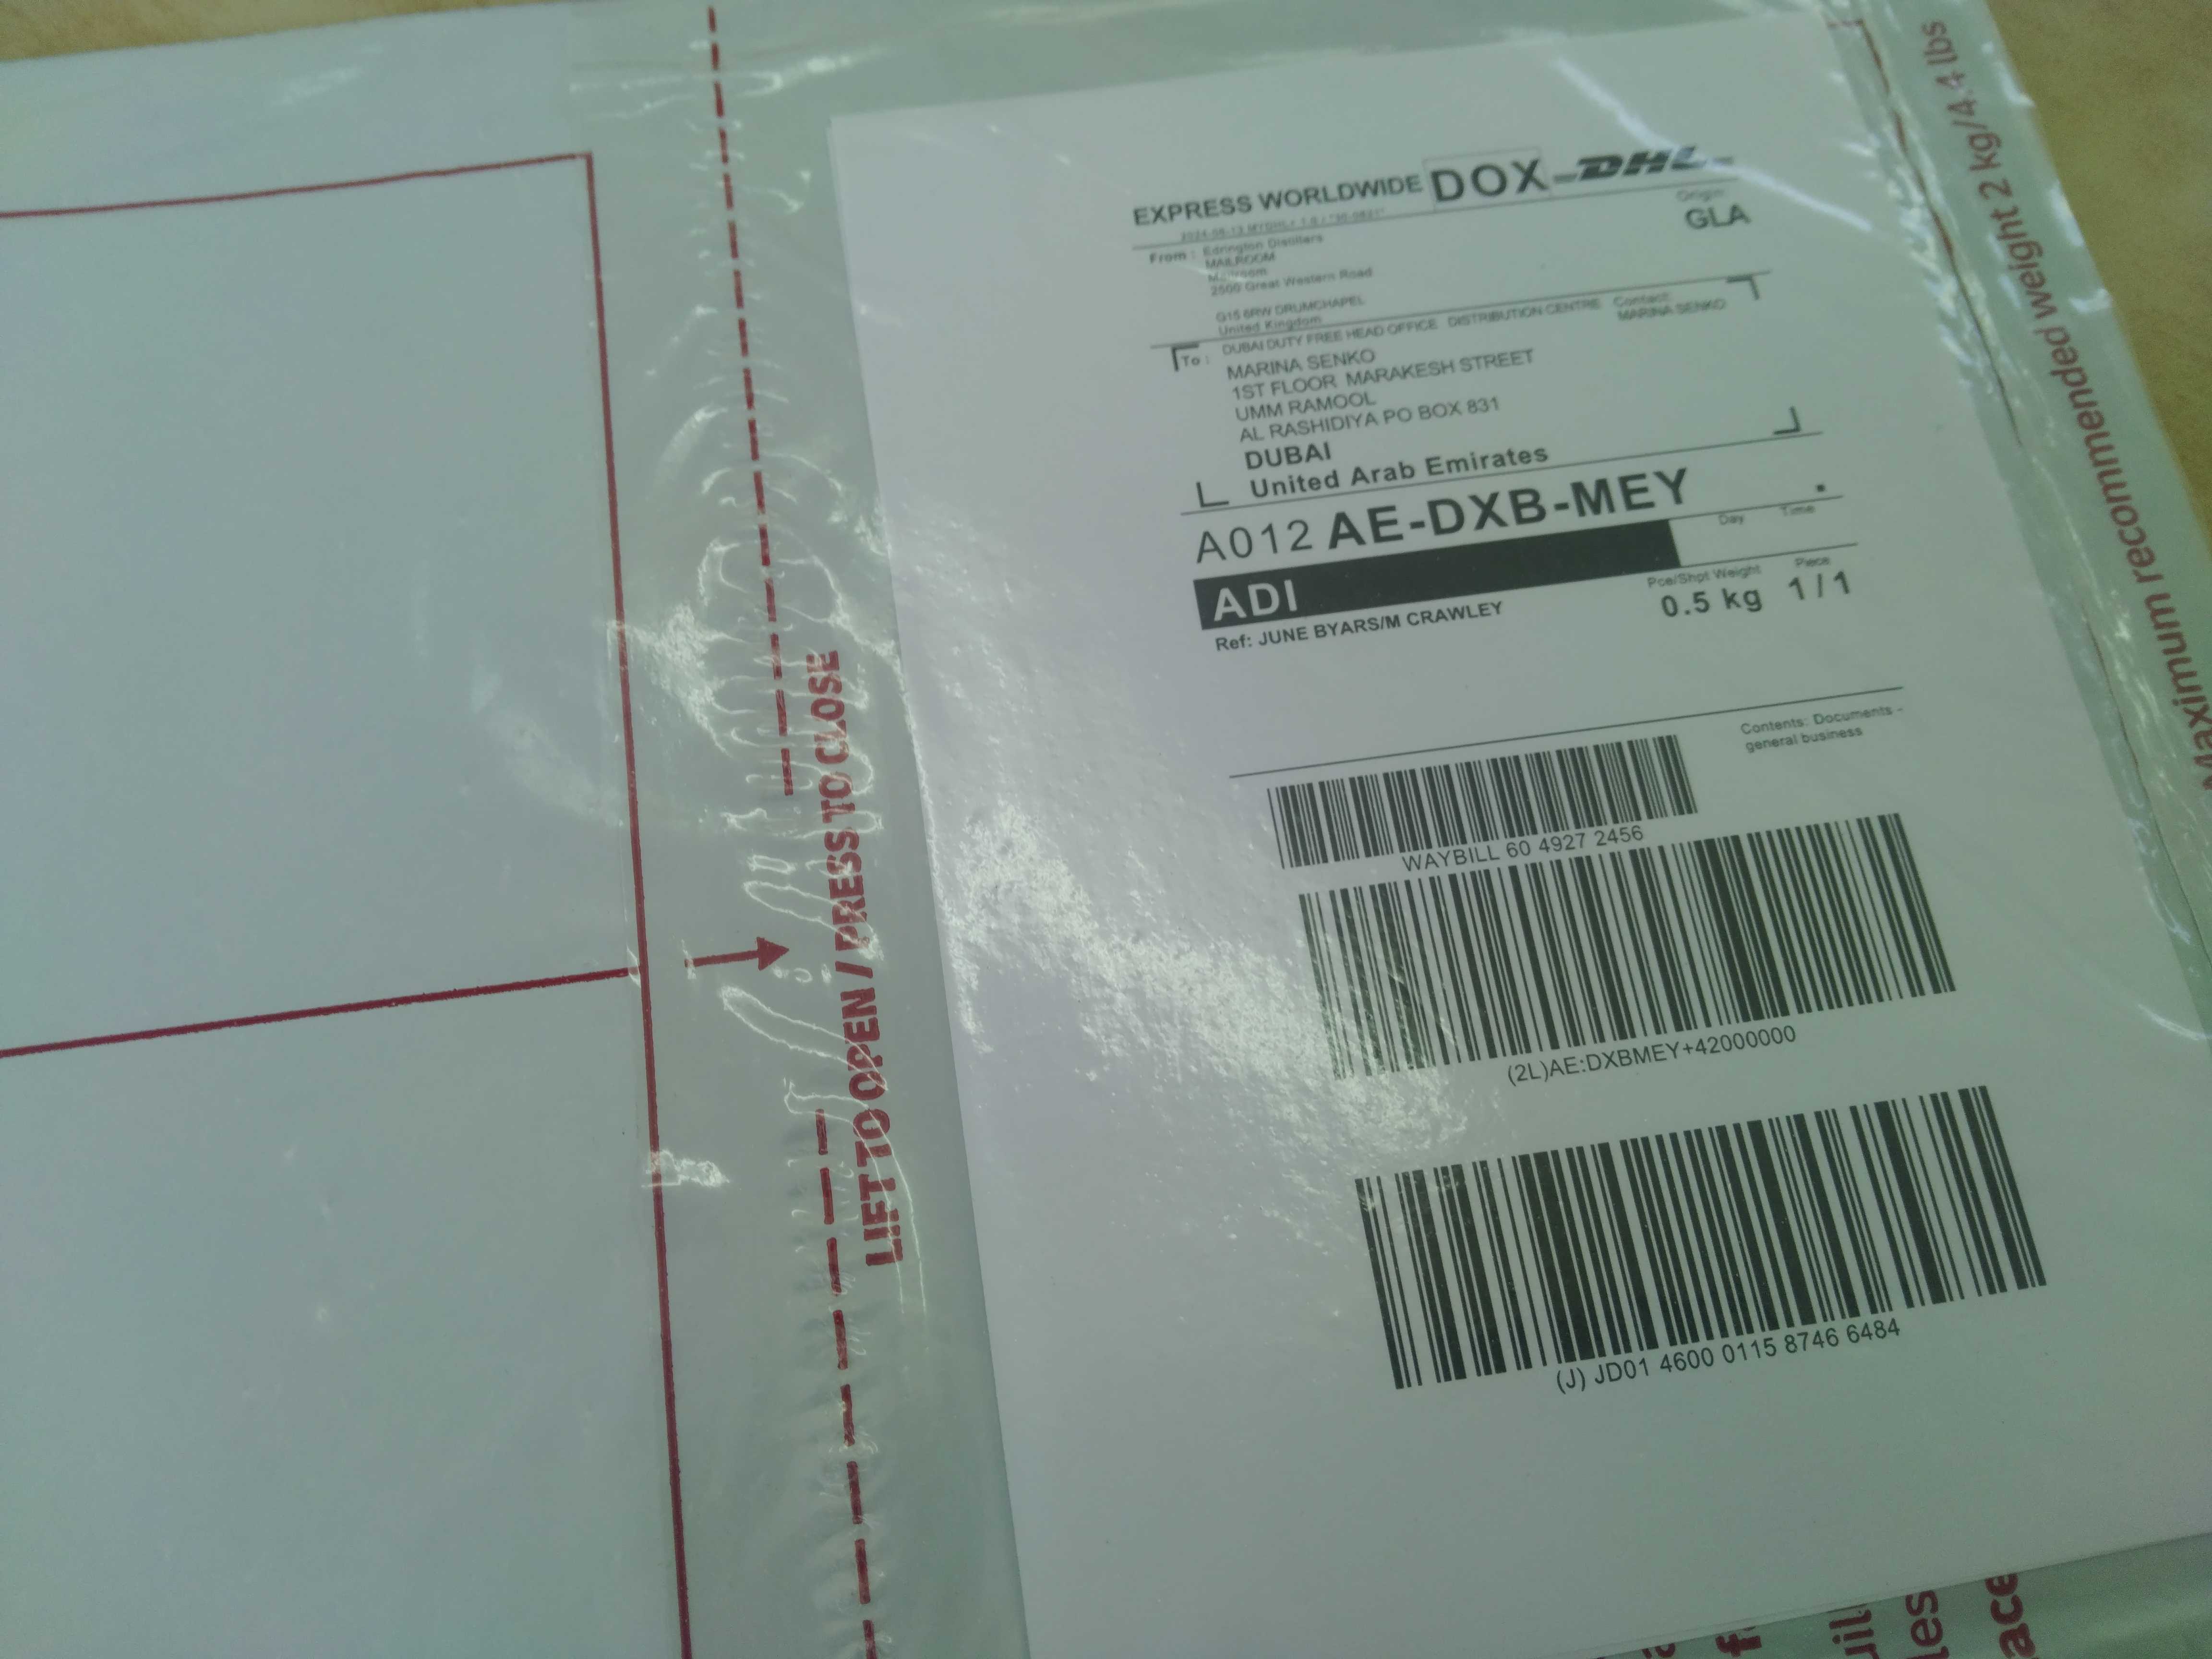 EXPRESS WORLDWIDE DOX DHL
Origin:
GLA
From : Edrington Distillers
MAILROOM
Mailroom
2500 Great Western Road
G15 6RW DRUMCHAPEL
United Kingdom
To : DUBAI DUTY FREE HEAD OFFICE DISTRIBUTION CENTRE
MARINA SENKO
1ST FLOOR MARAKESH STREET
UMM RAMOOL
AL RASHIDIYA PO BOX 831
DUBAI
United Arab Emirates
Contact:
MARINA SENKO
A012 AE-DXB-MEY
Day Time
ADI
Ref: JUNE BYARS/M CRAWLEY
Pce/Shpt Weight
0.5 kg
Piece
1 / 1
Contents: Documents -
general business
WAYBILL 60 4927 2456
(2L)AE:DXBMEY+42000000
(J) JD01 4600 0115 8746 6484
LIFT TO OPEN / PRESS TO CLOSE
Maximum recommended weight 2 kg/4.4 lbs